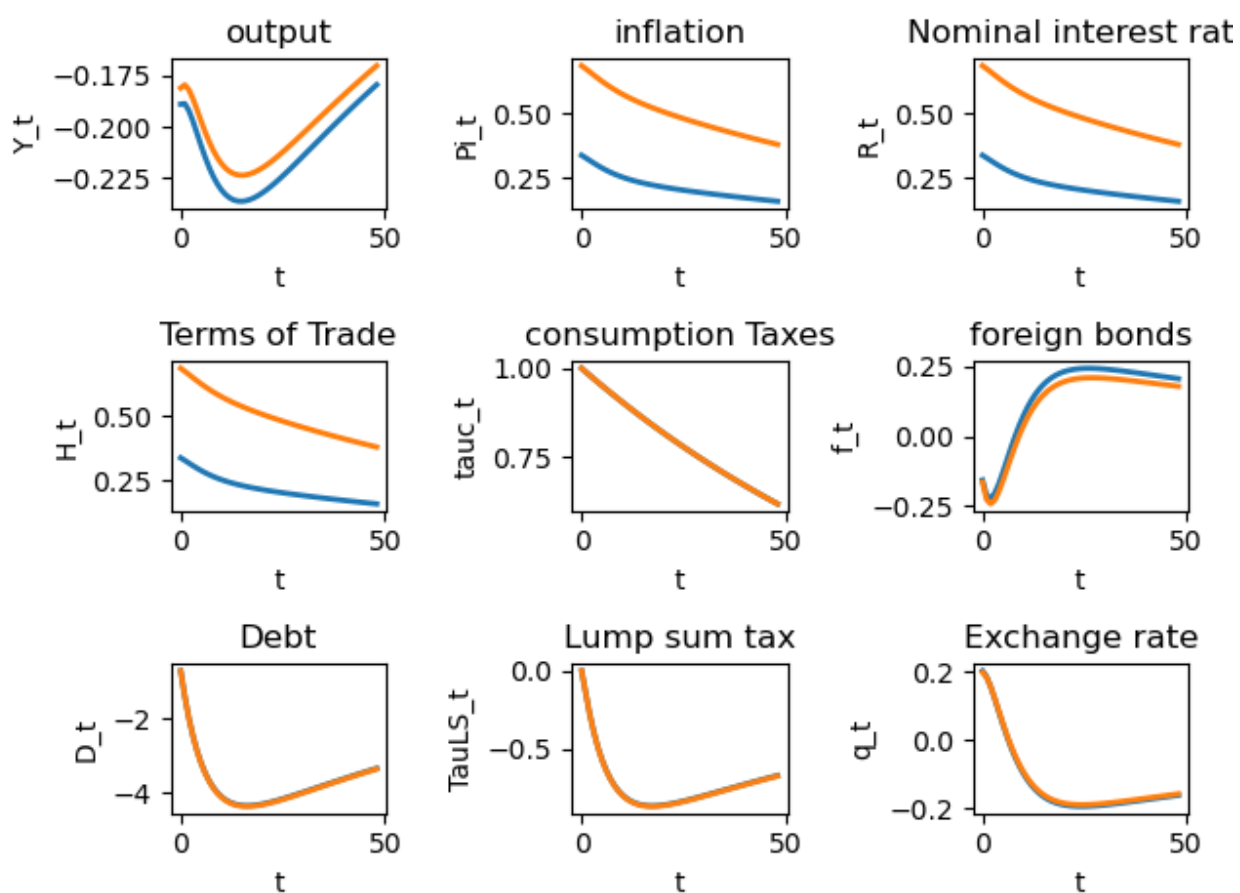 output
inflation
Nominal interest rat
Y_t
−0.175
−0.200
−0.225
0
50
t
Pi_t
0.50
0.25
0
50
t
R_t
0.50
0.25
0
50
t
Terms of Trade
consumption Taxes
foreign bonds
H_t
0.50
0.25
0
50
t
tauc_t
1.00
0.75
0
50
t
f_t
0.25
0.00
−0.25
0
50
t
Debt
Lump sum tax
Exchange rate
D_t
−2
−4
0
50
t
TauLS_t
0.0
−0.5
0
50
t
q_t
0.2
0.0
−0.2
0
50
t